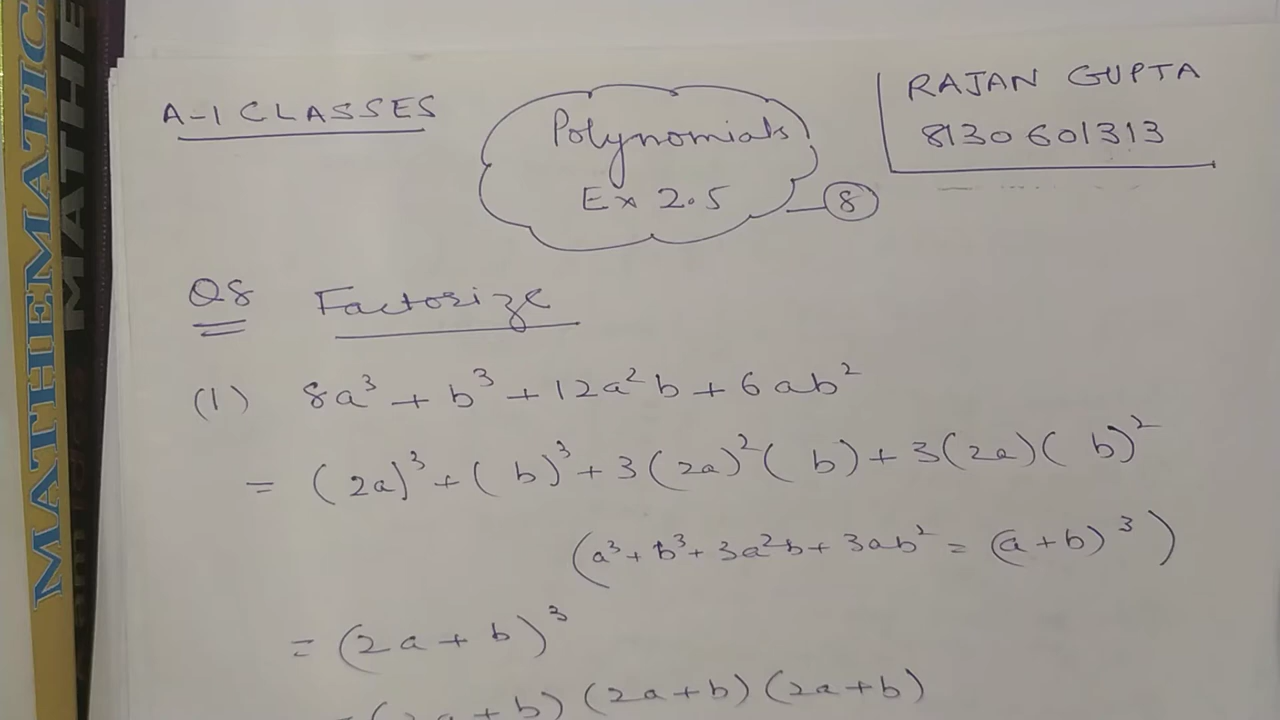 MATHEMATICS
MATHE
A-1 CLASSES
Polynomials
Ex 2.5
8
RAJAN GUPTA
8130601313
Q8 Factorize
(1) 8a³ + b³ + 12a²b + 6ab²
= (2a)³ + (b)³ + 3(2a)²(b) + 3(2a)(b)²
(a³ + b³ + 3a²b + 3ab² = (a+b)³)
= (2a + b)³
= (2a + b) (2a + b) (2a + b)